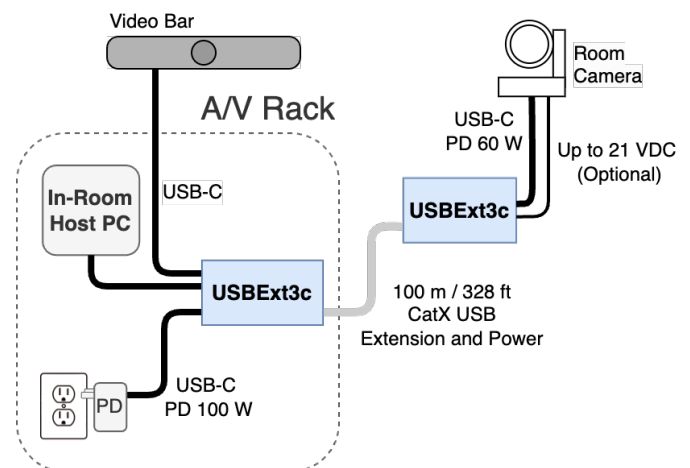 Video Bar
A/V Rack
In-Room
Host PC
USB-C
USBExt3c
PD
USB-C
PD 100 W
Room
Camera
USB-C
PD 60 W
Up to 21 VDC
(Optional)
USBExt3c
100 m / 328 ft
CatX USB
Extension and Power